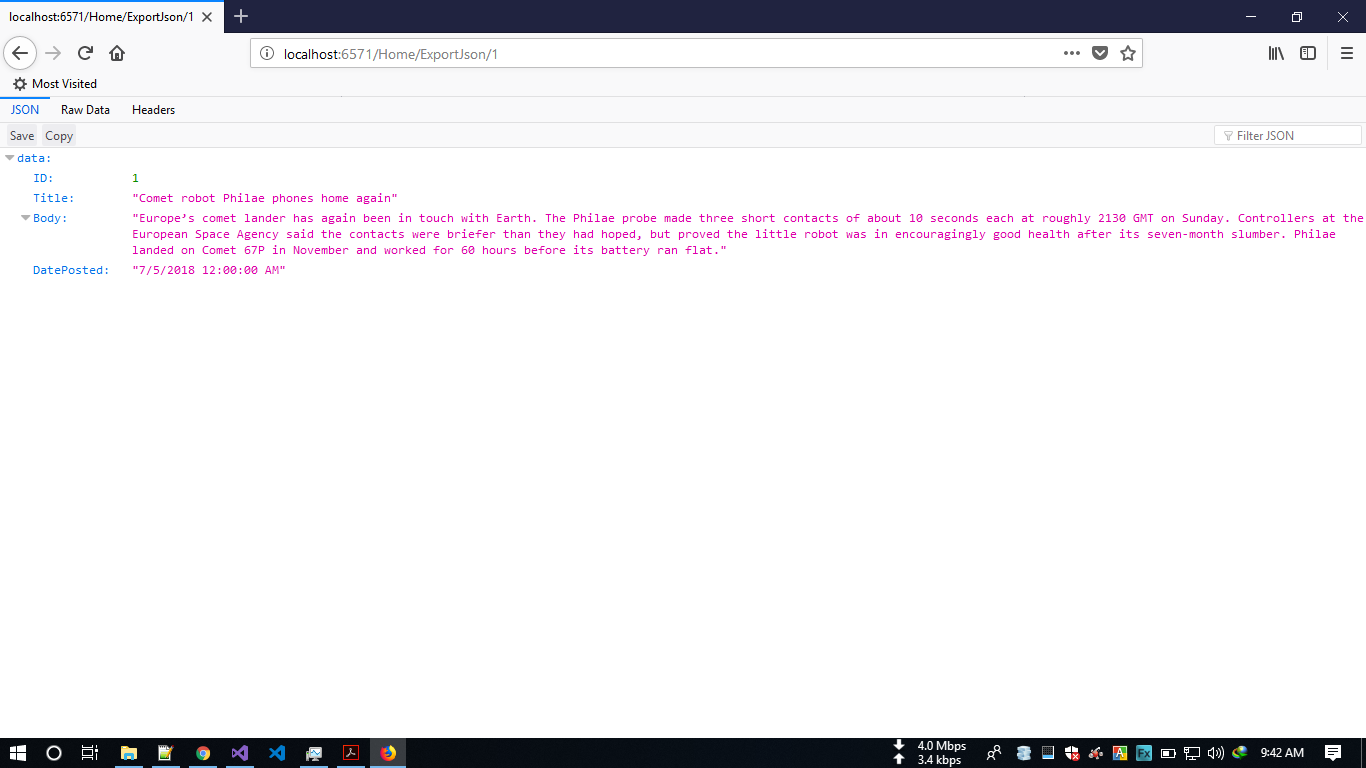 localhost:6571/Home/ExportJson/1
localhost:6571/Home/ExportJson/1
Most Visited
JSON Raw Data Headers
Save Copy Filter JSON
data:
ID: 1
Title: "Comet robot Philae phones home again"
Body: "Europe’s comet lander has again been in touch with Earth. The Philae probe made three short contacts of about 10 seconds each at roughly 2130 GMT on Sunday. Controllers at the
European Space Agency said the contacts were briefer than they had hoped, but proved the little robot was in encouragingly good health after its seven-month slumber. Philae
landed on Comet 67P in November and worked for 60 hours before its battery ran flat."
DatePosted: "7/5/2018 12:00:00 AM"
4.0 Mbps
3.4 kbps
A Fx 9:42 AM